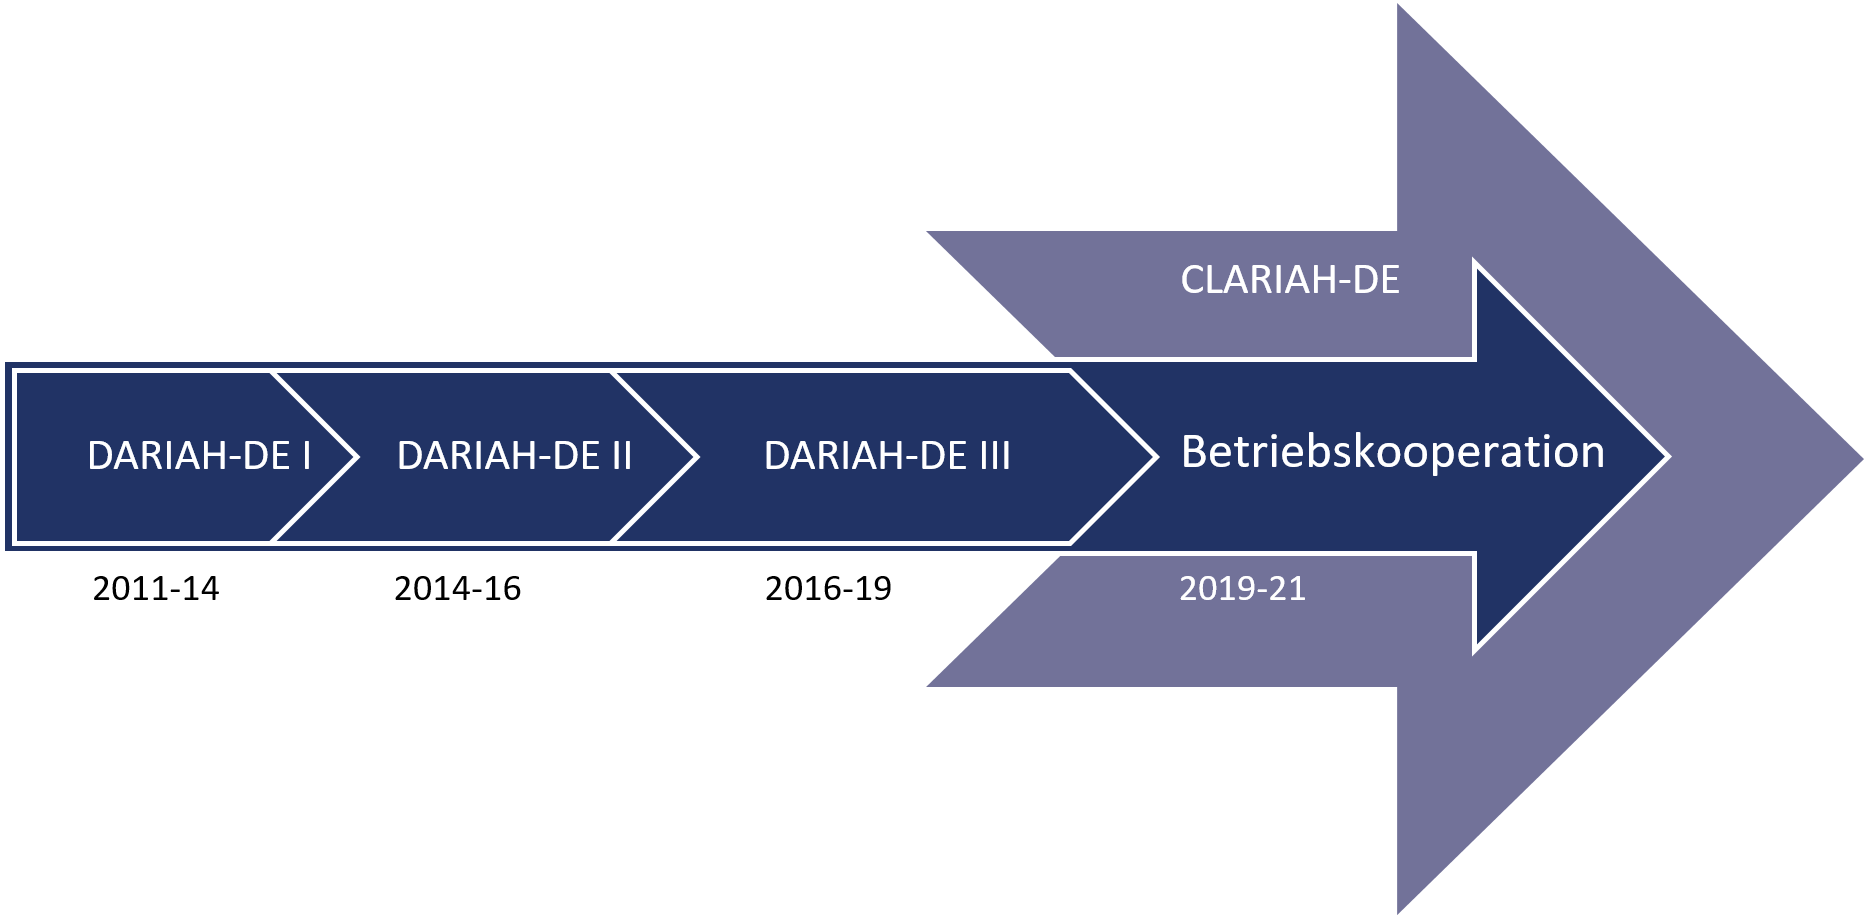 CLARIAH-DE
DARIAH-DE I
DARIAH-DE II
DARIAH-DE III
Betriebskooperation
2011-14
2014-16
2016-19
2019-21